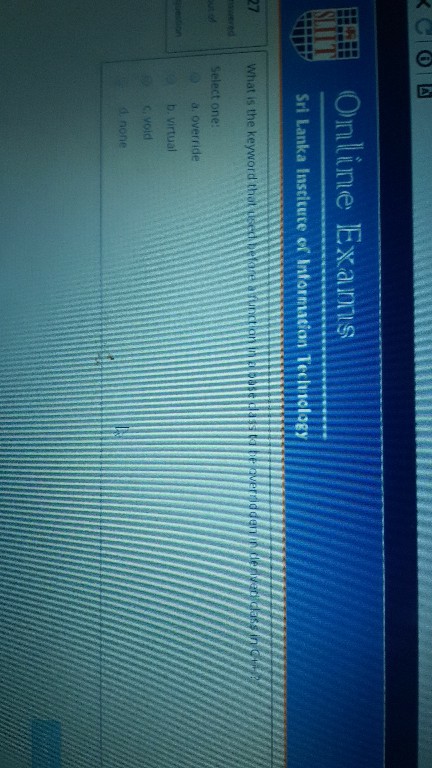 SLIIT
Online Exams
Sri Lanka Institute of Information Technology
27
What is the keyword that used before a function in a base class to be overridden in derived class in C++?
Select one:
a. override
b. virtual
c. void
d. none